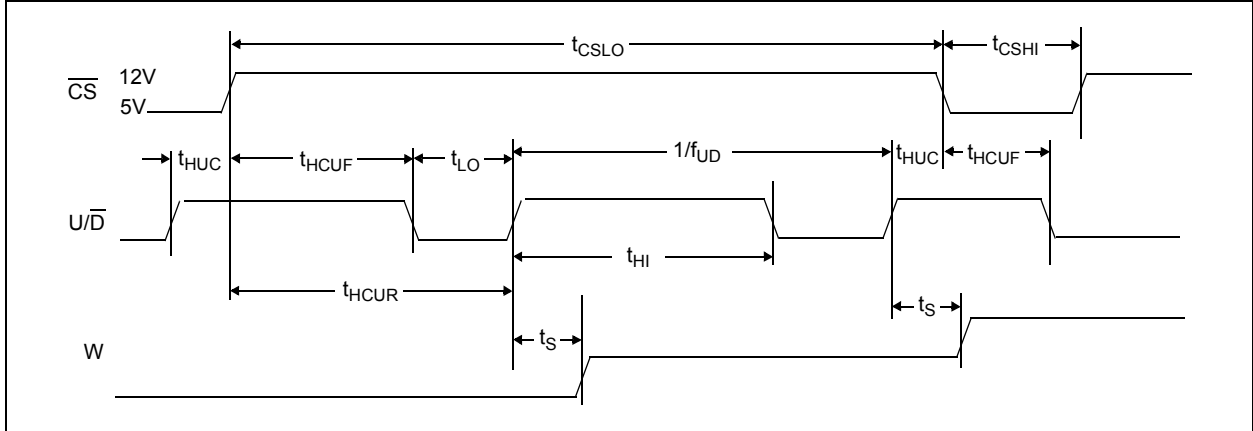 tCSLO
tCSHI
CS
12V
5V
tHUC
tHCUF
tLO
1/fUD
tHUC
tHCUF
U/D
tHI
tHCUR
tS
tS
W